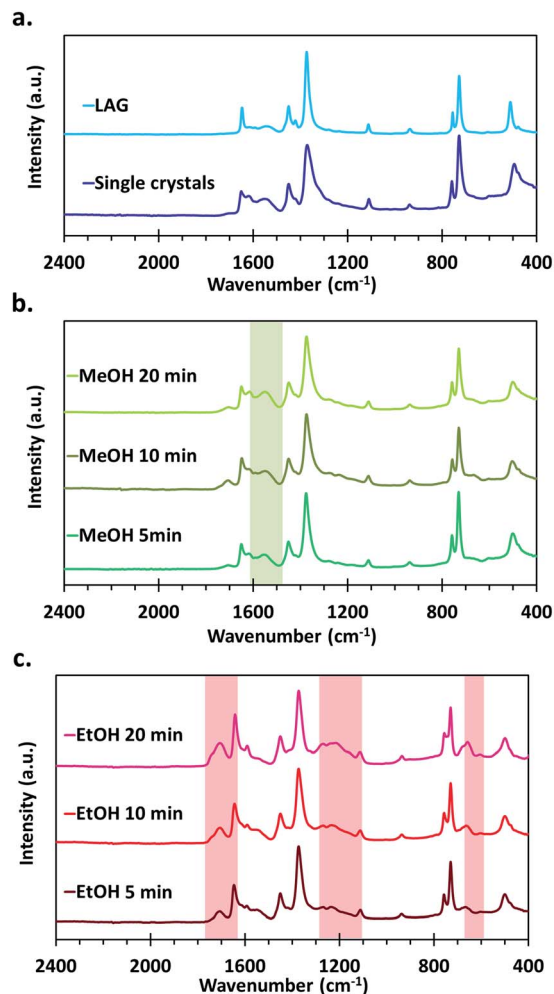 a.
Intensity (a.u.)
LAG
Single crystals
2400 2000 1600 1200 800 400
Wavenumber (cm⁻¹)
b.
Intensity (a.u.)
MeOH 20 min
MeOH 10 min
MeOH 5min
2400 2000 1600 1200 800 400
Wavenumber (cm⁻¹)
c.
Intensity (a.u.)
EtOH 20 min
EtOH 10 min
EtOH 5 min
2400 2000 1600 1200 800 400
Wavenumber (cm⁻¹)